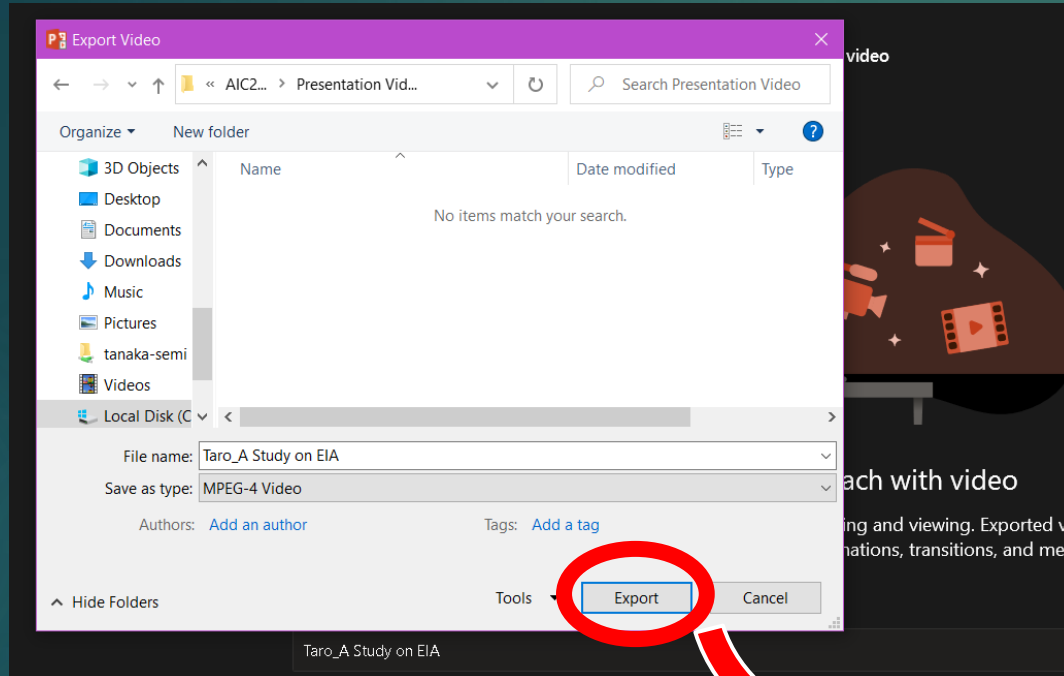 Export Video
video
« AIC2... > Presentation Vid...
Search Presentation Video
Organize
New folder
?
Name
Date modified
Type
3D Objects
Desktop
Documents
Downloads
Music
Pictures
tanaka-semi
Videos
Local Disk (C
No items match your search.
File name: Taro_A Study on EIA
Save as type: MPEG-4 Video
Authors: Add an author
Tags: Add a tag
Hide Folders
Tools
Export
Cancel
ach with video
ing and viewing. Exported v
nations, transitions, and me
Taro_A Study on EIA